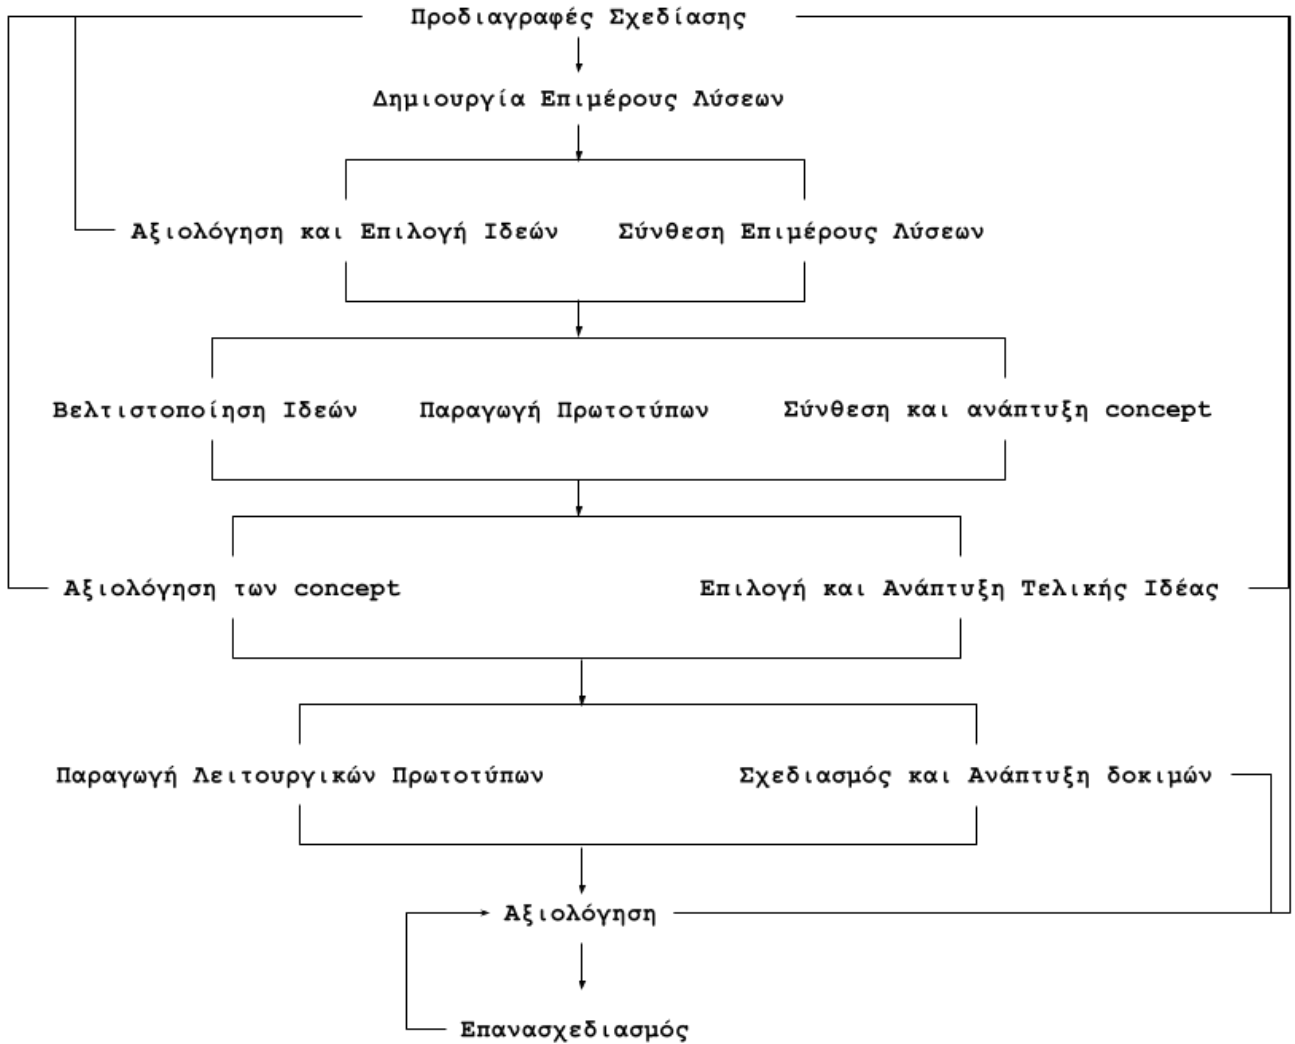 Προδιαγραφές Σχεδίασης
Δημιουργία Επιμέρους Λύσεων
Αξιολόγηση και Επιλογή Ιδεών
Σύνθεση Επιμέρους Λύσεων
Βελτιστοποίηση Ιδεών
Παραγωγή Πρωτοτύπων
Σύνθεση και ανάπτυξη concept
Αξιολόγηση των concept
Επιλογή και Ανάπτυξη Τελικής Ιδέας
Παραγωγή Λειτουργικών Πρωτοτύπων
Σχεδιασμός και Ανάπτυξη δοκιμών
Αξιολόγηση
Επανασχεδιασμός